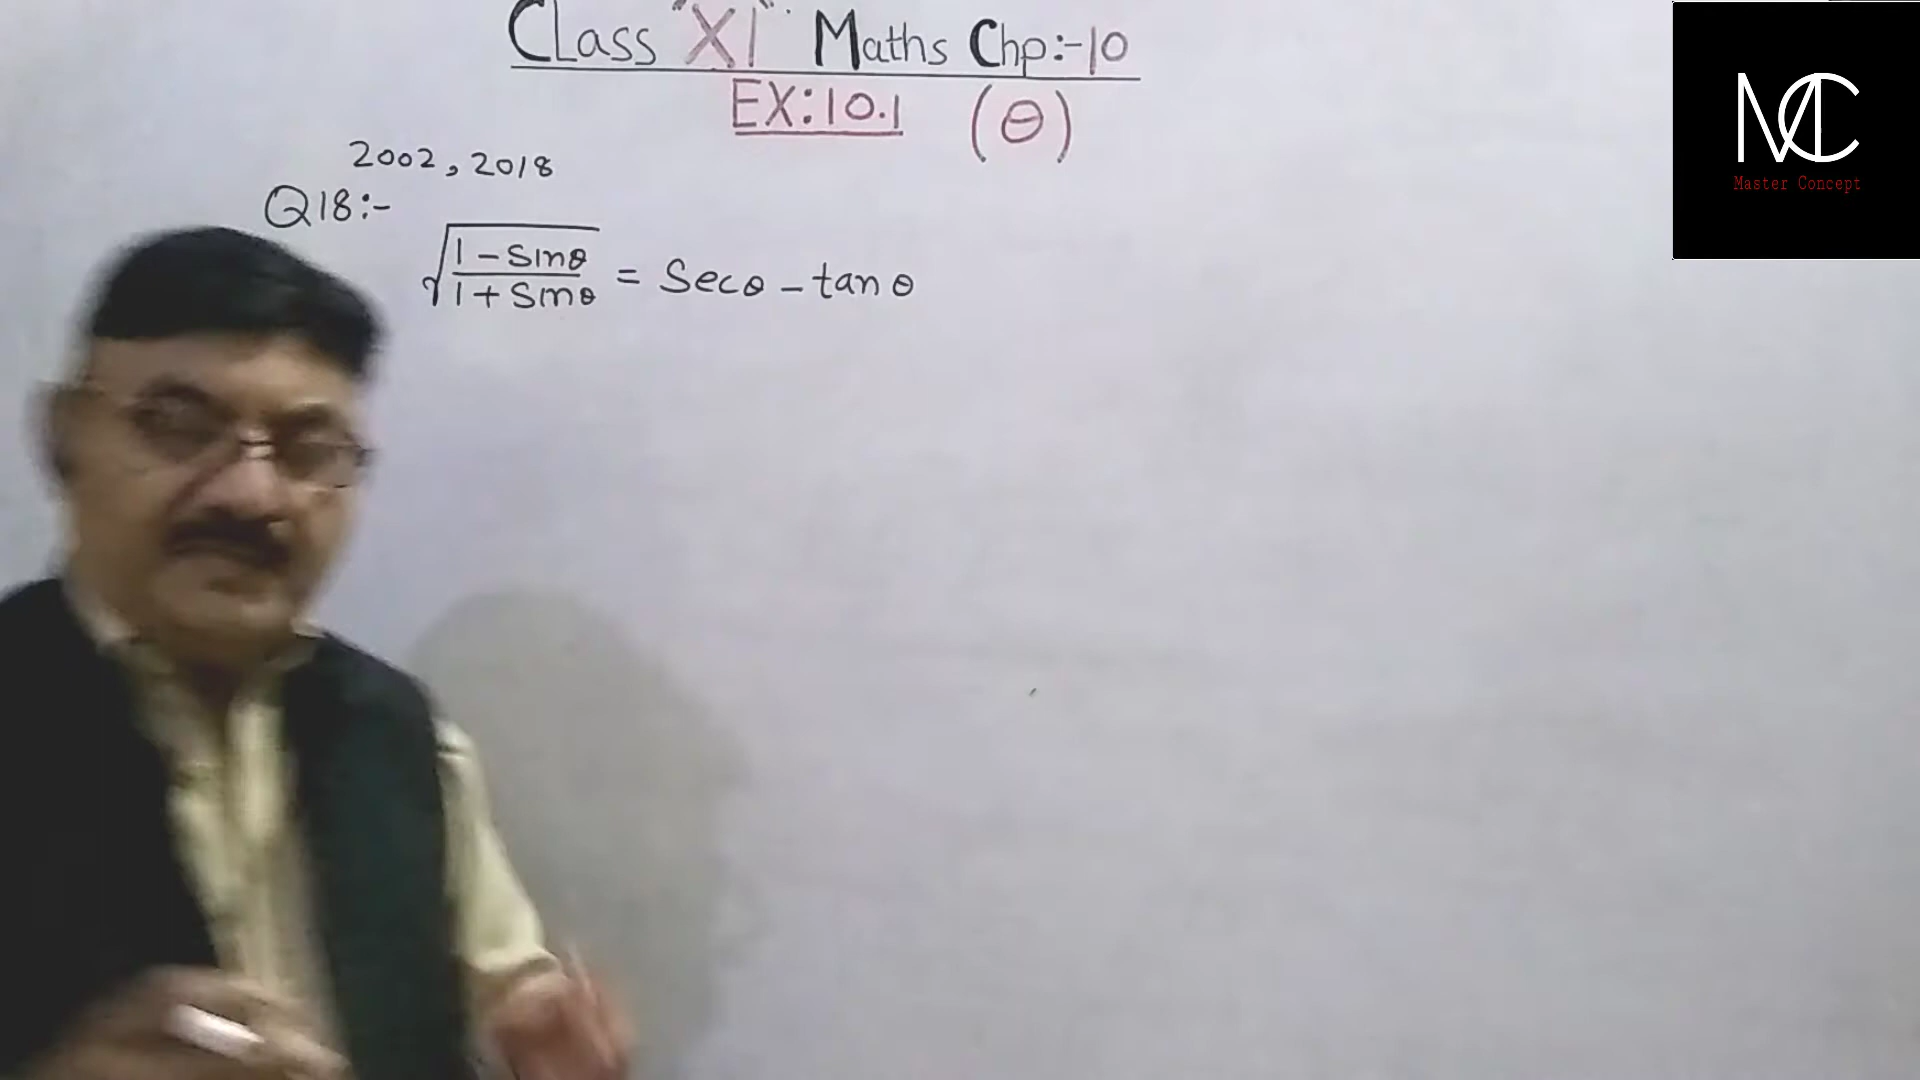 Class "XI" Maths Chp:-10
EX:10.1 (θ)
2002, 2018
Q18:-
√(1-Sinθ / 1+Sinθ) = Secθ - tanθ
MC
Master Concept